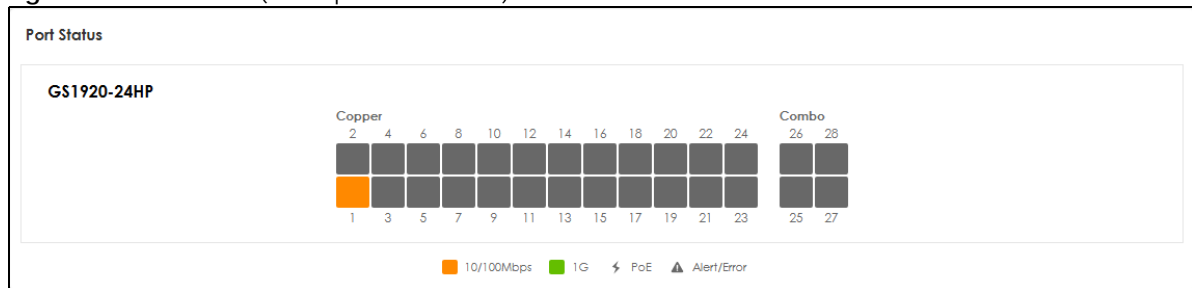 Port Status
GS1920-24HP
Copper Combo
2 4 6 8 10 12 14 16 18 20 22 24 26 28
1 3 5 7 9 11 13 15 17 19 21 23 25 27
10/100Mbps 1G PoE Alert/Error